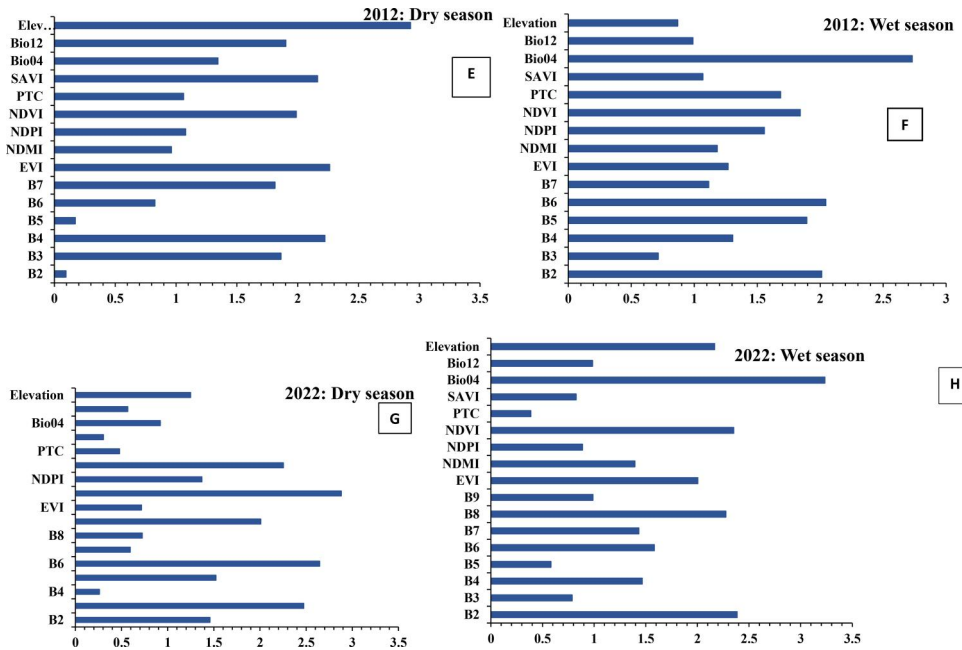 2012: Dry season
Elev..
Bio12
Bio04
SAVI
PTC
NDVI
NDPI
NDMI
EVI
B7
B6
B5
B4
B3
B2
0 0.5 1 1.5 2 2.5 3 3.5
E
2012: Wet season
Elevation
Bio12
Bio04
SAVI
PTC
NDVI
NDPI
NDMI
EVI
B7
B6
B5
B4
B3
B2
0 0.5 1 1.5 2 2.5 3
F
2022: Dry season
Elevation
Bio04
PTC
NDPI
EVI
B8
B6
B4
B2
0 0.5 1 1.5 2 2.5 3 3.5
G
2022: Wet season
Elevation
Bio12
Bio04
SAVI
PTC
NDVI
NDPI
NDMI
EVI
B9
B8
B7
B6
B5
B4
B3
B2
0 0.5 1 1.5 2 2.5 3 3.5
H